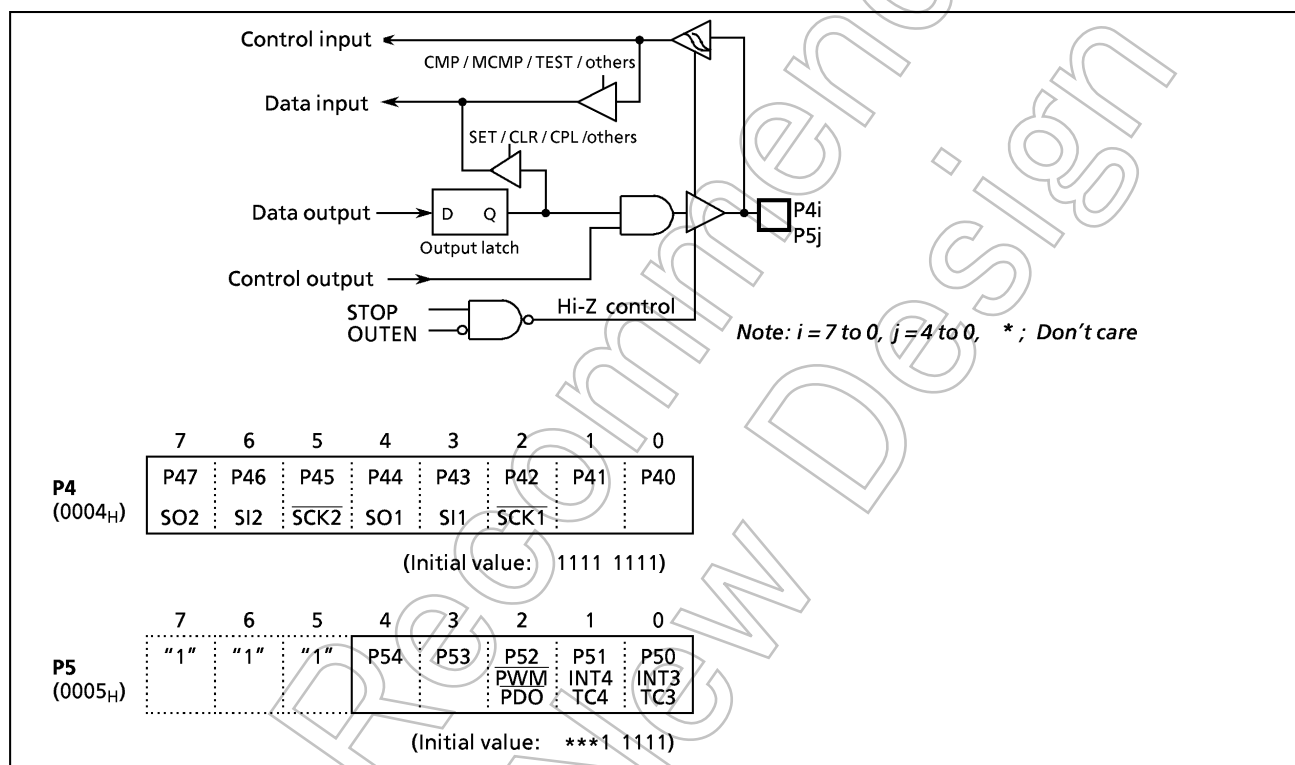 Control input
CMP / MCMP / TEST / others
Data input
SET / CLR / CPL /others
Data output
D Q
P4i
P5j
Output latch
Control output
STOP
OUTEN
Hi-Z control
Note: i = 7 to 0, j = 4 to 0, * ; Don't care
7 6 5 4 3 2 1 0
P4
(0004H)
P47 P46 P45 P44 P43 P42 P41 P40
SO2 SI2 SCK2 SO1 SI1 SCK1
(Initial value: 1111 1111)
7 6 5 4 3 2 1 0
P5
(0005H)
"1" "1" "1" P54 P53 P52 P51 P50
PWM INT4 INT3
PDO TC4 TC3
(Initial value: ***1 1111)
Recommenc
New Design